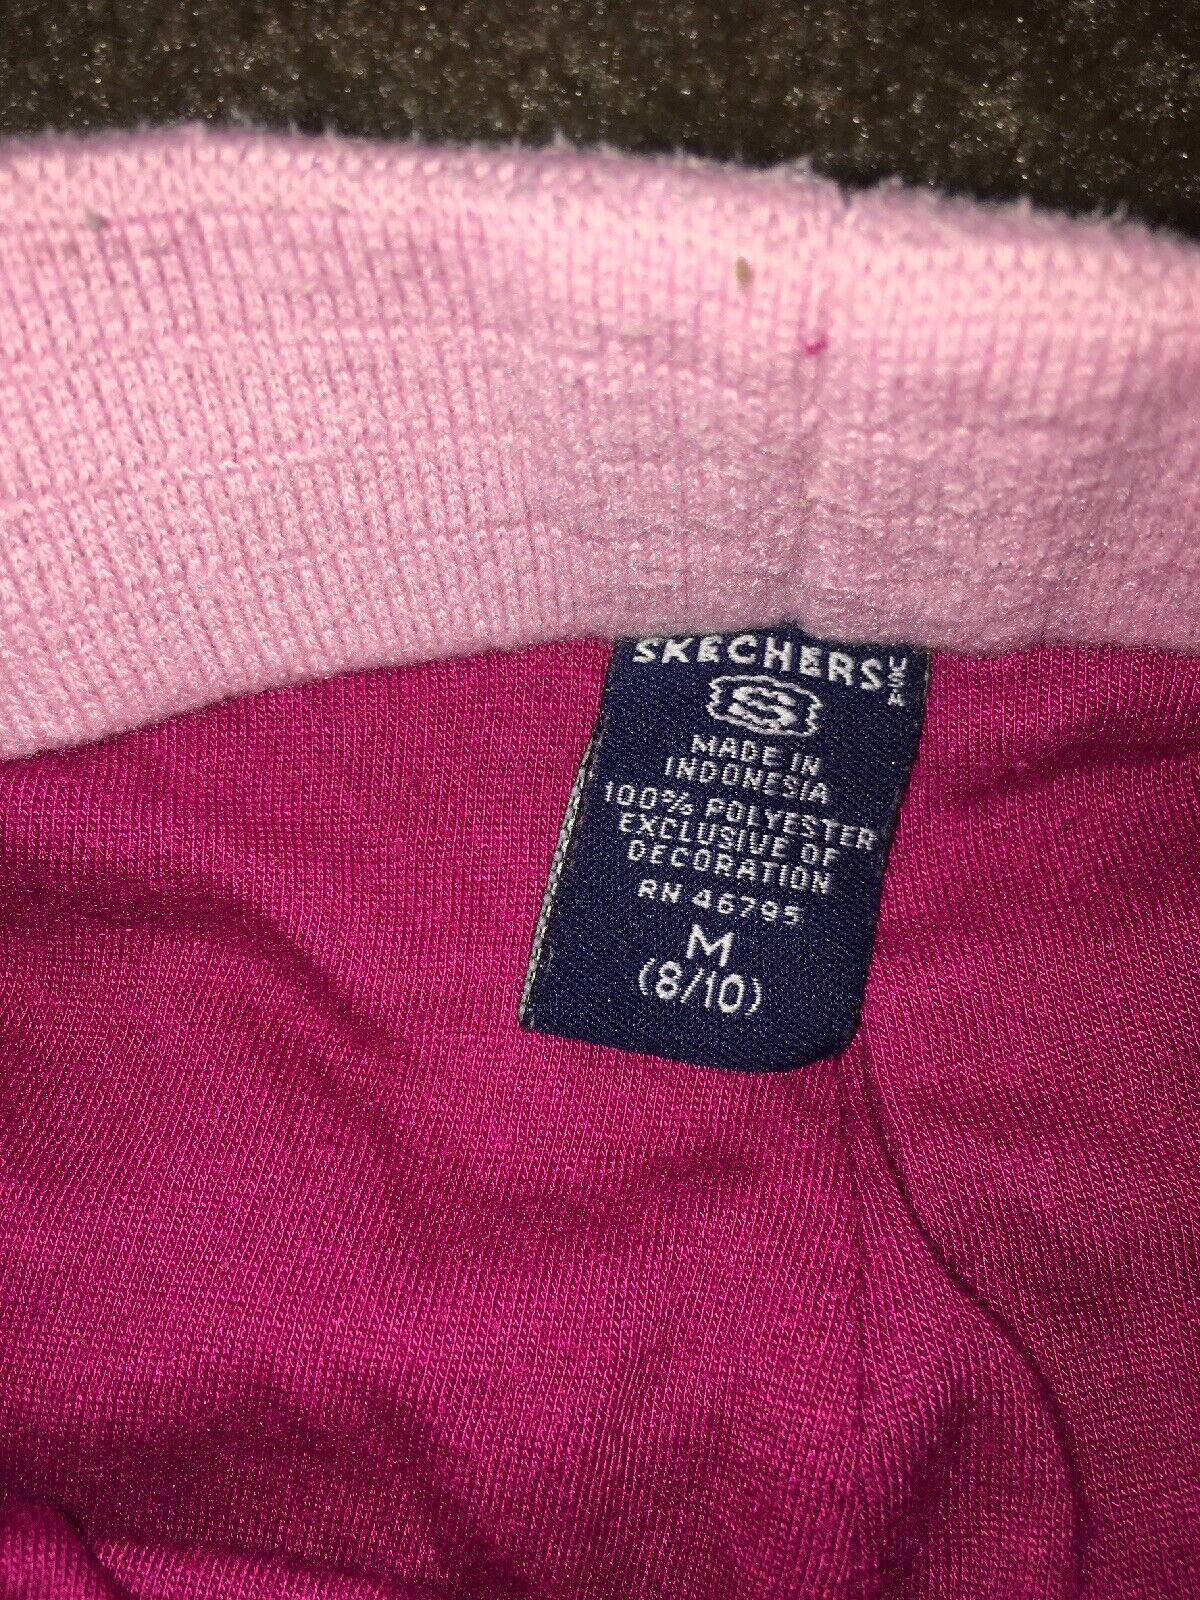 SKECHERS USA
S
MADE IN
INDONESIA
100% POLYESTER
EXCLUSIVE OF
DECORATION
RN 46795
M
(8/10)